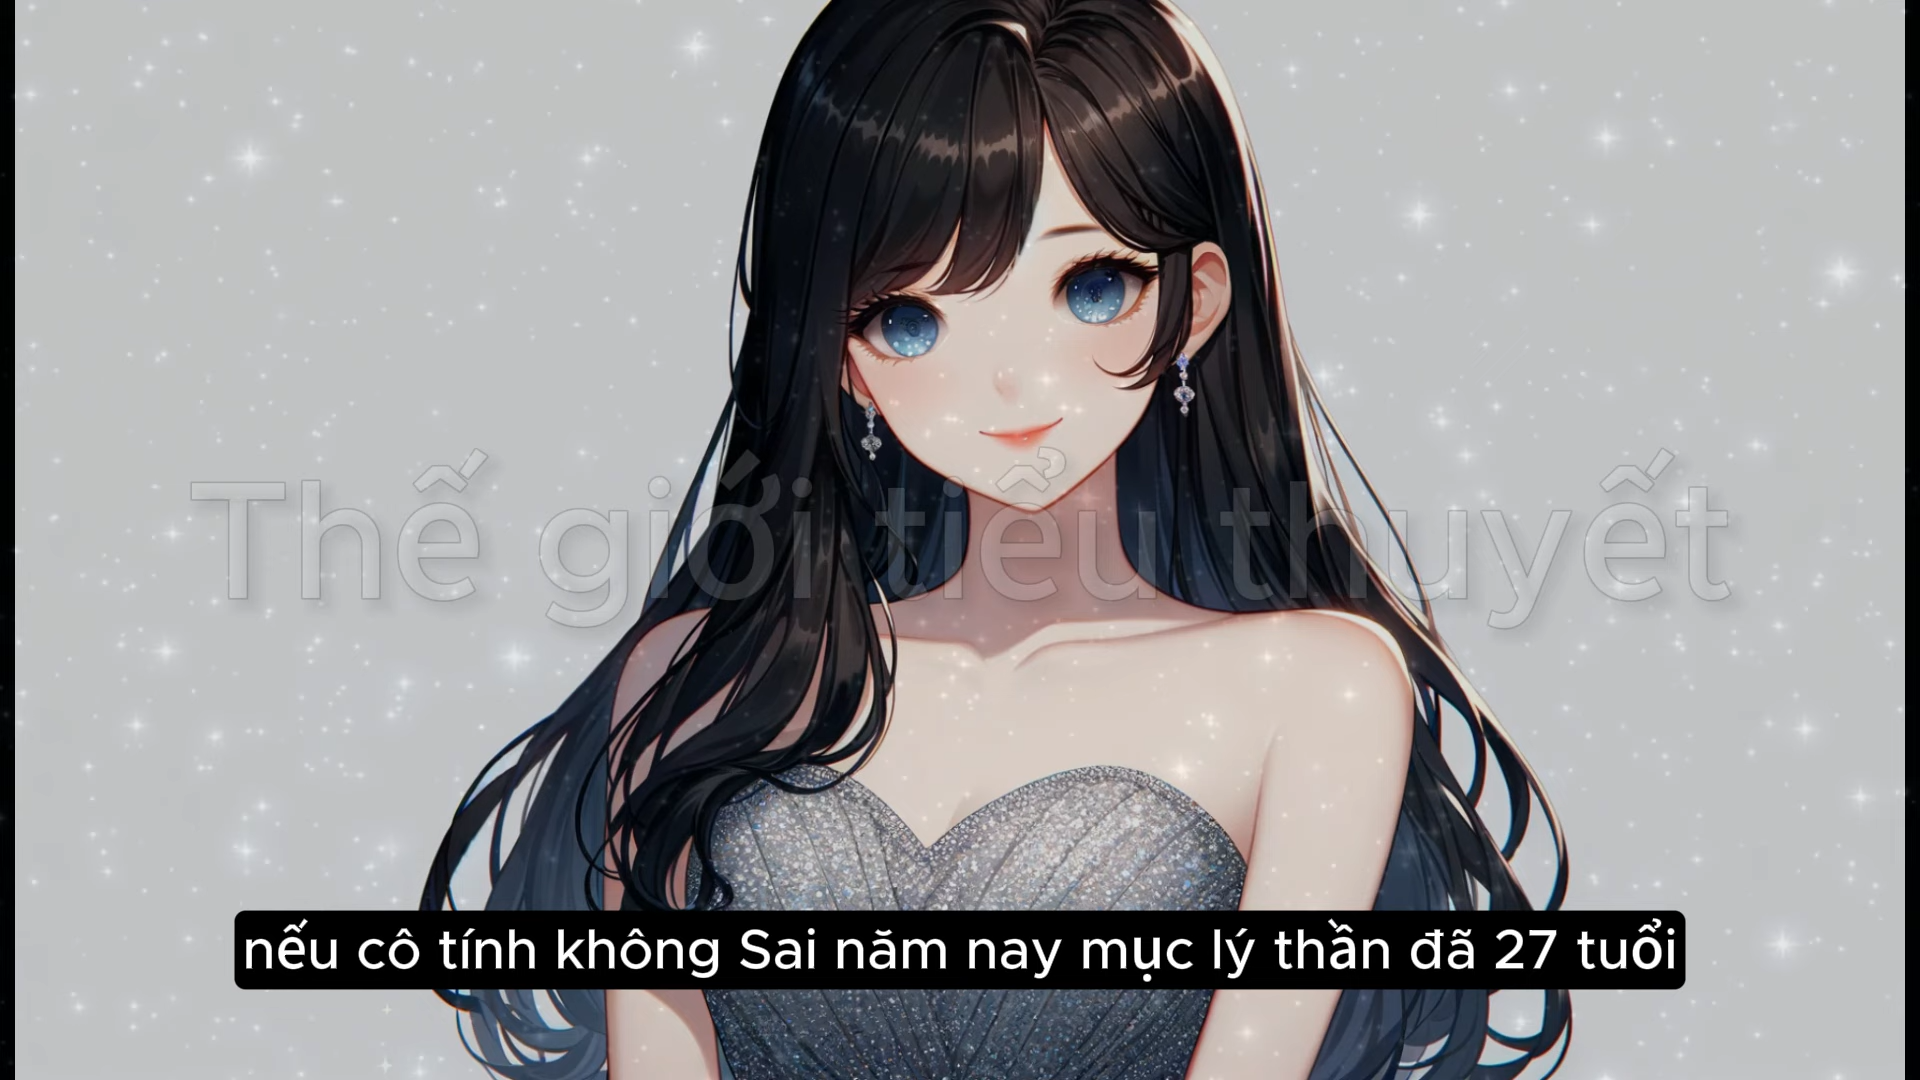 Thế giới tiểu thuyết
nếu cô tính không Sai năm nay mục lý thần đã 27 tuổi